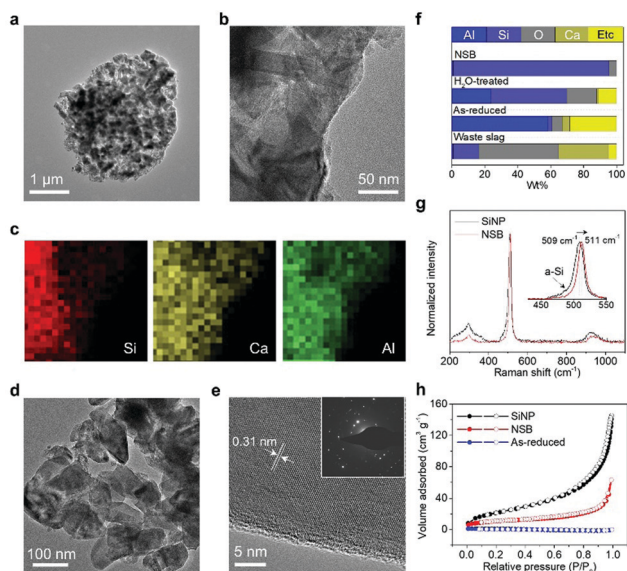 a
1 µm
b
50 nm
c
Si
Ca
Al
d
100 nm
e
0.31 nm
5 nm
f
Al Si O Ca Etc
NSB
H₂O-treated
As-reduced
Waste slag
0 20 40 60 80 100
Wt%
g
SiNP
NSB
509 cm⁻¹ 511 cm⁻¹
a-Si
450 500 550
Normalized intensity
200 400 600 800 1000
Raman shift (cm⁻¹)
h
SiNP
NSB
As-reduced
160
120
80
40
0
Volume adsorbed (cm³ g⁻¹)
0.0 0.2 0.4 0.6 0.8 1.0
Relative pressure (P/P₀)